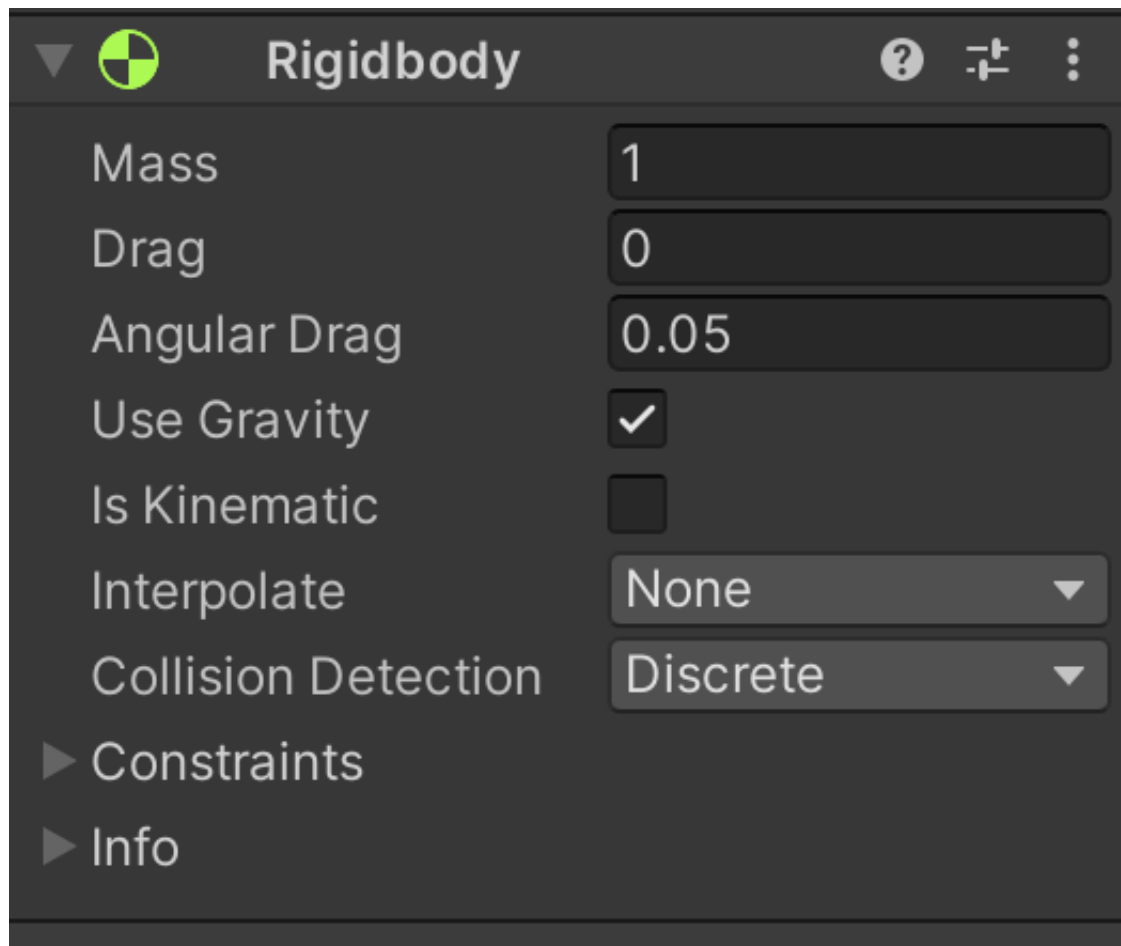 Rigidbody
Mass 1
Drag 0
Angular Drag 0.05
Use Gravity
Is Kinematic
Interpolate None
Collision Detection Discrete
Constraints
Info